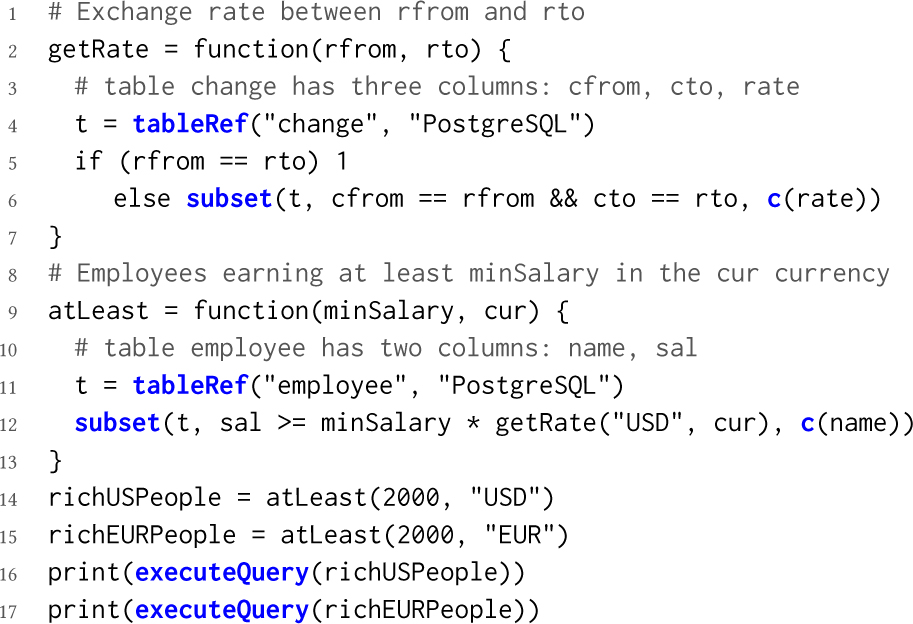 1 # Exchange rate between rfrom and rto
2 getRate = function(rfrom, rto) {
3   # table change has three columns: cfrom, cto, rate
4   t = tableRef("change", "PostgreSQL")
5   if (rfrom == rto) 1
6      else subset(t, cfrom == rfrom && cto == rto, c(rate))
7 }
8 # Employees earning at least minSalary in the cur currency
9 atLeast = function(minSalary, cur) {
10   # table employee has two columns: name, sal
11   t = tableRef("employee", "PostgreSQL")
12   subset(t, sal >= minSalary * getRate("USD", cur), c(name))
13 }
14 richUSPeople = atLeast(2000, "USD")
15 richEURPeople = atLeast(2000, "EUR")
16 print(executeQuery(richUSPeople))
17 print(executeQuery(richEURPeople))